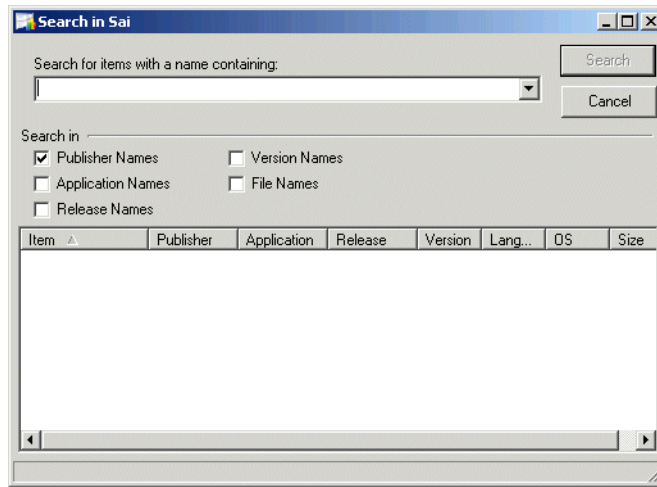 Search in Sai
Search for items with a name containing:
Search
Cancel
Search in
Publisher Names
Version Names
Application Names
File Names
Release Names
Item Publisher Application Release Version Lang... OS Size